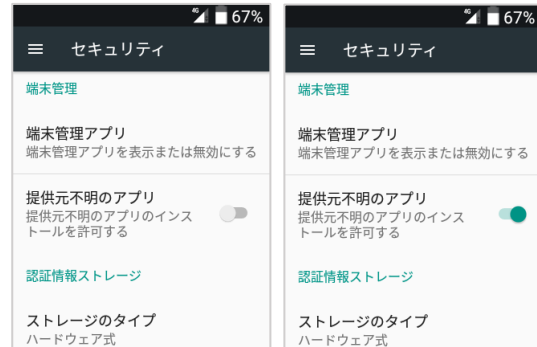 4G 67%
セキュリティ
端末管理
端末管理アプリ
端末管理アプリを表示または無効にする
提供元不明のアプリ
提供元不明のアプリのインス
トールを許可する
認証情報ストレージ
ストレージのタイプ
ハードウェア式
4G 67%
セキュリティ
端末管理
端末管理アプリ
端末管理アプリを表示または無効にする
提供元不明のアプリ
提供元不明のアプリのインス
トールを許可する
認証情報ストレージ
ストレージのタイプ
ハードウェア式